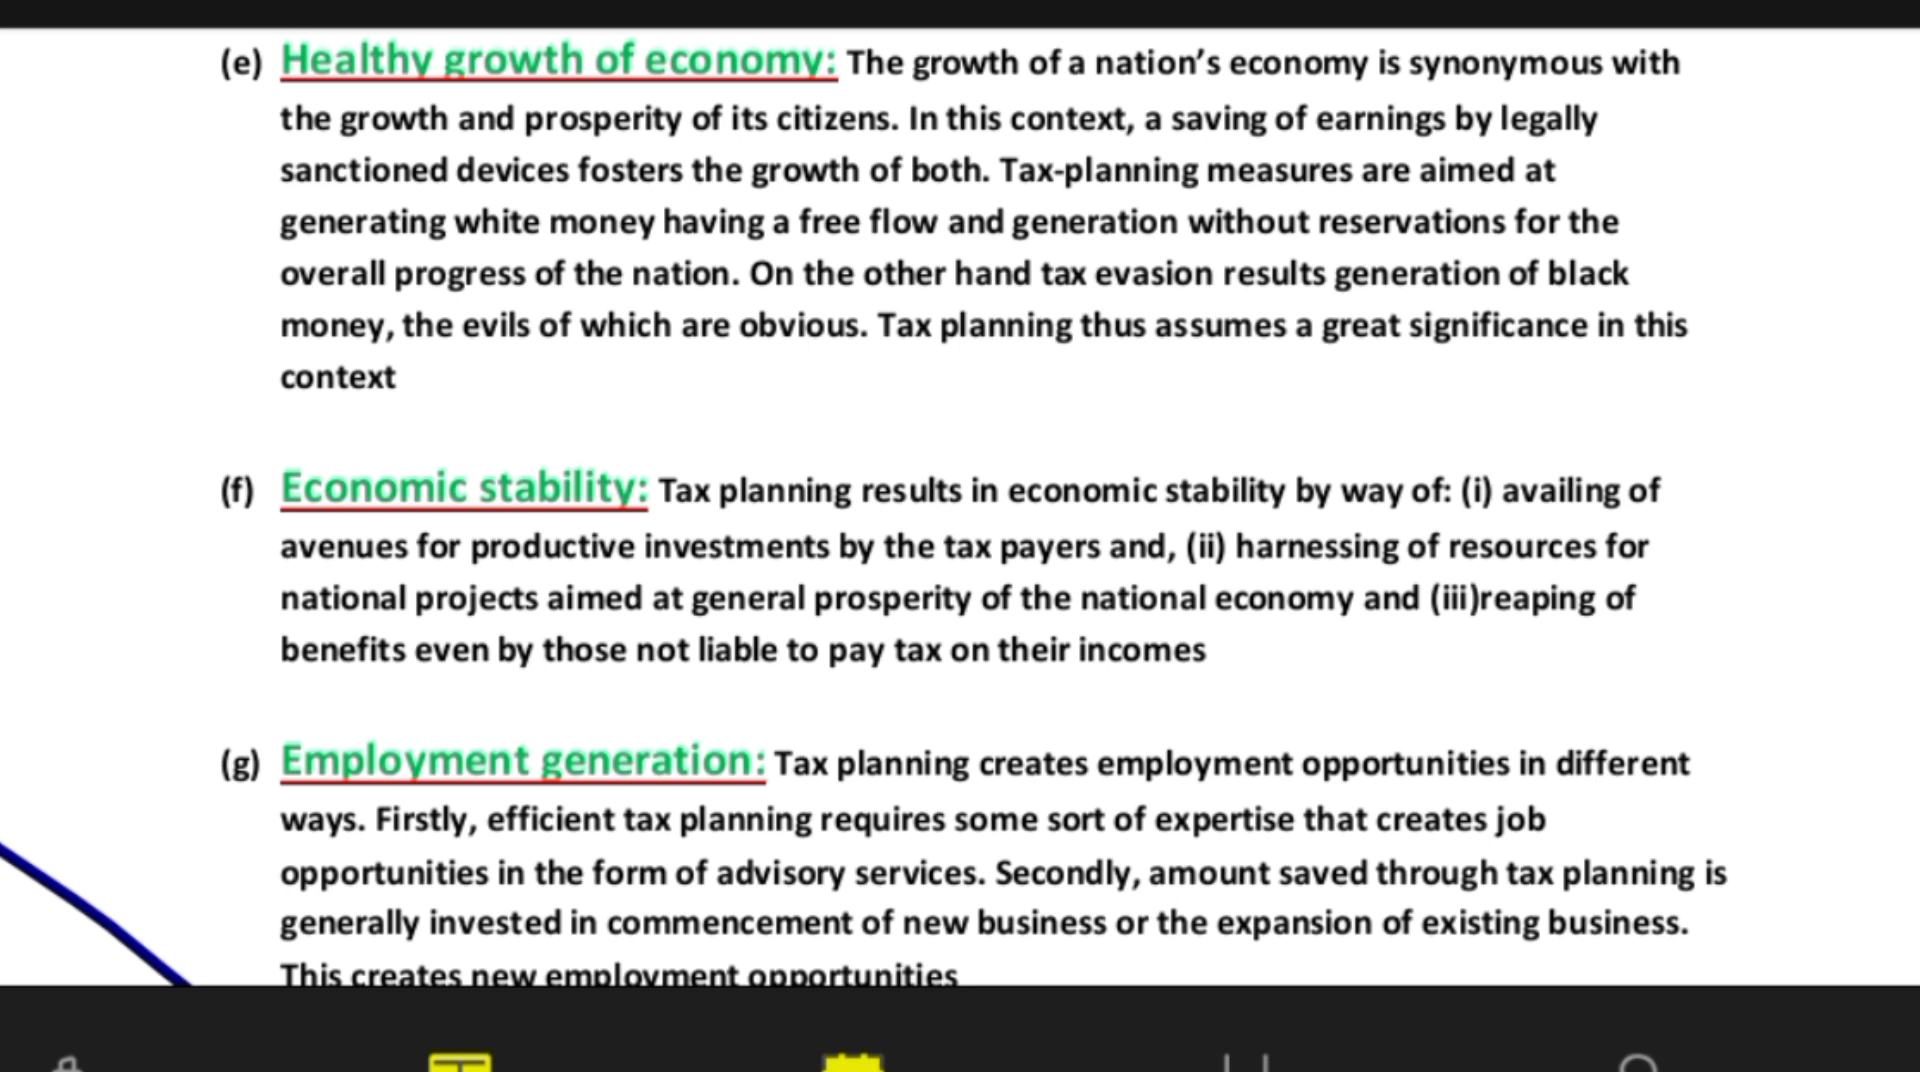 (e) Healthy growth of economy: The growth of a nation’s economy is synonymous with
the growth and prosperity of its citizens. In this context, a saving of earnings by legally
sanctioned devices fosters the growth of both. Tax-planning measures are aimed at
generating white money having a free flow and generation without reservations for the
overall progress of the nation. On the other hand tax evasion results generation of black
money, the evils of which are obvious. Tax planning thus assumes a great significance in this
context
(f) Economic stability: Tax planning results in economic stability by way of: (i) availing of
avenues for productive investments by the tax payers and, (ii) harnessing of resources for
national projects aimed at general prosperity of the national economy and (iii)reaping of
benefits even by those not liable to pay tax on their incomes
(g) Employment generation: Tax planning creates employment opportunities in different
ways. Firstly, efficient tax planning requires some sort of expertise that creates job
opportunities in the form of advisory services. Secondly, amount saved through tax planning is
generally invested in commencement of new business or the expansion of existing business.
This creates new employment opportunities